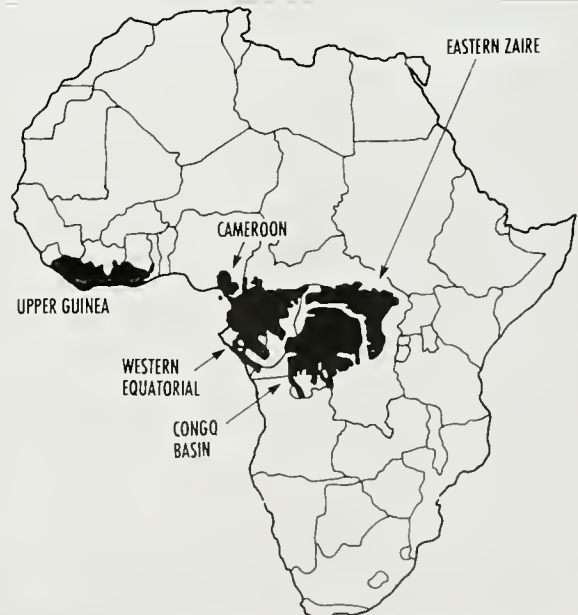 EASTERN ZAIRE
CAMEROON
UPPER GUINEA
WESTERN
EQUATORIAL
CONGO
BASIN